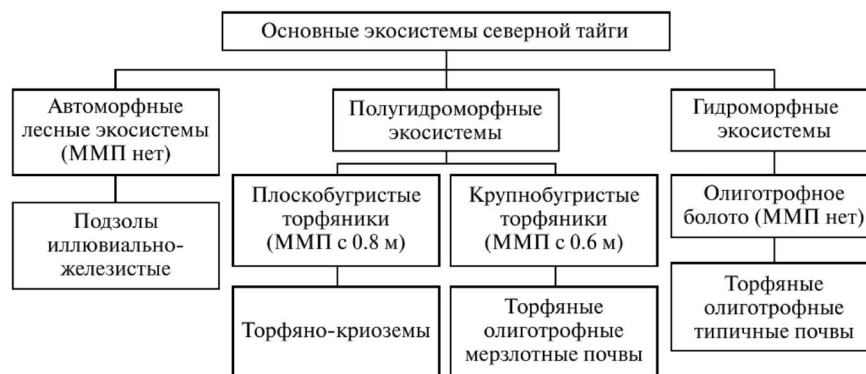 Основные экосистемы северной тайги
Автоморфные
лесные экосистемы
(ММП нет)
Полугидроморфные
экосистемы
Гидроморфные
экосистемы
Подзолы
иллювиально-
железистые
Плоскобугристые
торфяники
(ММП с 0.8 м)
Крупнобугристые
торфяники
(ММП с 0.6 м)
Олиготрофное
болото (ММП нет)
Торфяно-криоземы
Торфяные
олиготрофные
мерзлотные почвы
Торфяные
олиготрофные
типичные почвы